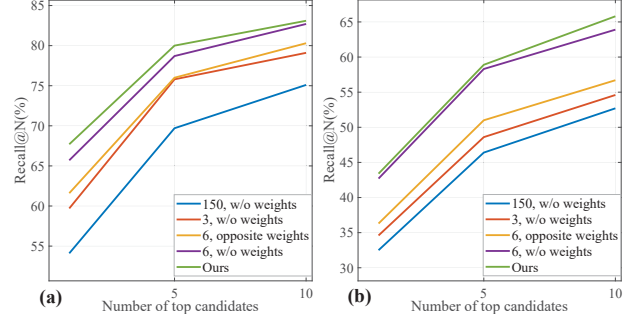 85
80
75
70
65
60
55
Recall@N(%)
150, w/o weights
3, w/o weights
6, opposite weights
6, w/o weights
Ours
5
10
(a)
Number of top candidates
65
60
55
50
45
40
35
30
Recall@N(%)
150, w/o weights
3, w/o weights
6, opposite weights
6, w/o weights
Ours
5
10
(b)
Number of top candidates